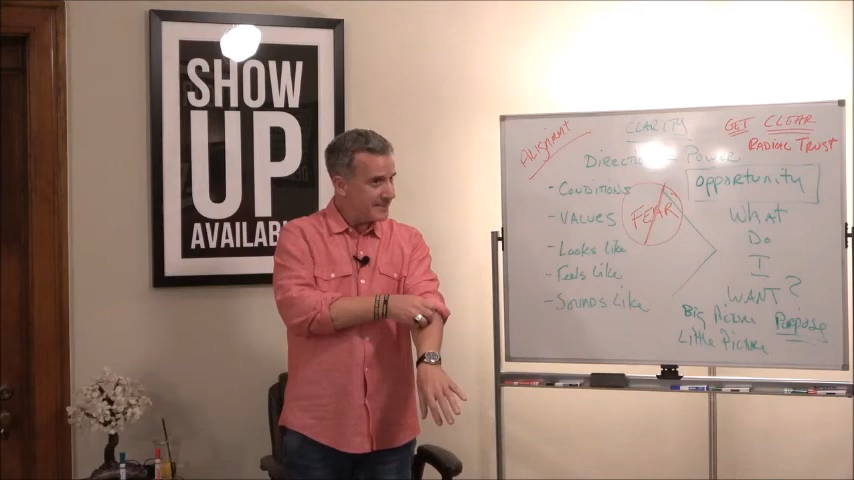 SHOW
UP
AVAILABL
Alignment
CLARITY
GET CLEAR
RADICAL TRUST
Direction - Power
Opportunity
- Conditions
- VALUES
- Looks Like
- Feels Like
- Sounds Like
FEAR
What
Do
I
WANT?
Big Picture Purpose
Little Picture